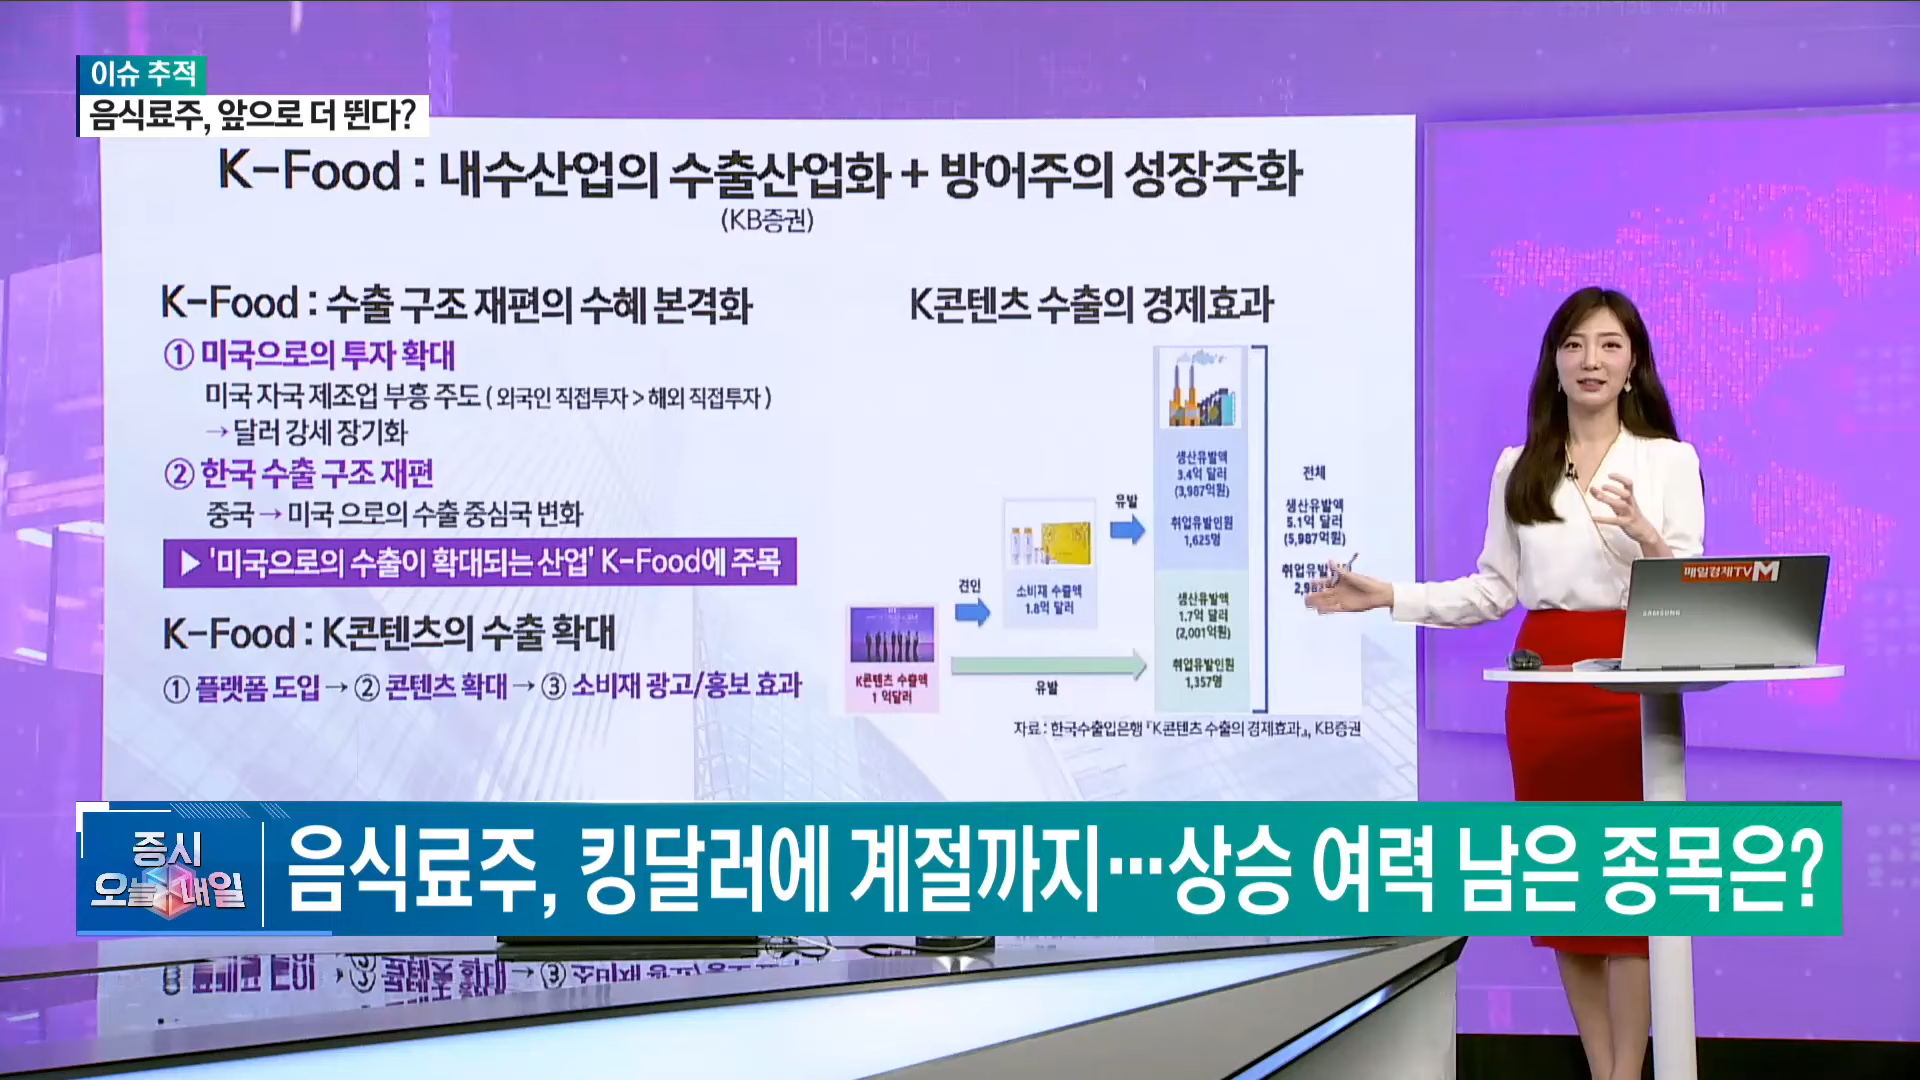 이슈 추적
음식료주, 앞으로 더 뛴다?
K-Food : 내수산업의 수출산업화 + 방어주의 성장주화
(KB증권)
K-Food : 수출 구조 재편의 수혜 본격화
① 미국으로의 투자 확대
미국 자국 제조업 부흥 주도 ( 외국인 직접투자 > 해외 직접투자 )
→ 달러 강세 장기화
② 한국 수출 구조 재편
중국 → 미국 으로의 수출 중심국 변화
▶ '미국으로의 수출이 확대되는 산업' K-Food에 주목
K-Food : K콘텐츠의 수출 확대
① 플랫폼 도입 → ② 콘텐츠 확대 → ③ 소비재 광고/홍보 효과
K콘텐츠 수출의 경제효과
K콘텐츠 수출액
1 억달러
견인
소비재 수출액
1.8억 달러
유발
유발
생산유발액
3.4억 달러
(3,987억원)
취업유발인원
1,625명
생산유발액
1.7억 달러
(2,001억원)
취업유발인원
1,357명
전체
생산유발액
5.1억 달러
(5,987억원)
자료 : 한국수출입은행 『K콘텐츠 수출의 경제효과』, KB증권
매일경제TV M
SAMSUNG
증시
오늘 매일
음식료주, 킹달러에 계절까지…상승 여력 남은 종목은?